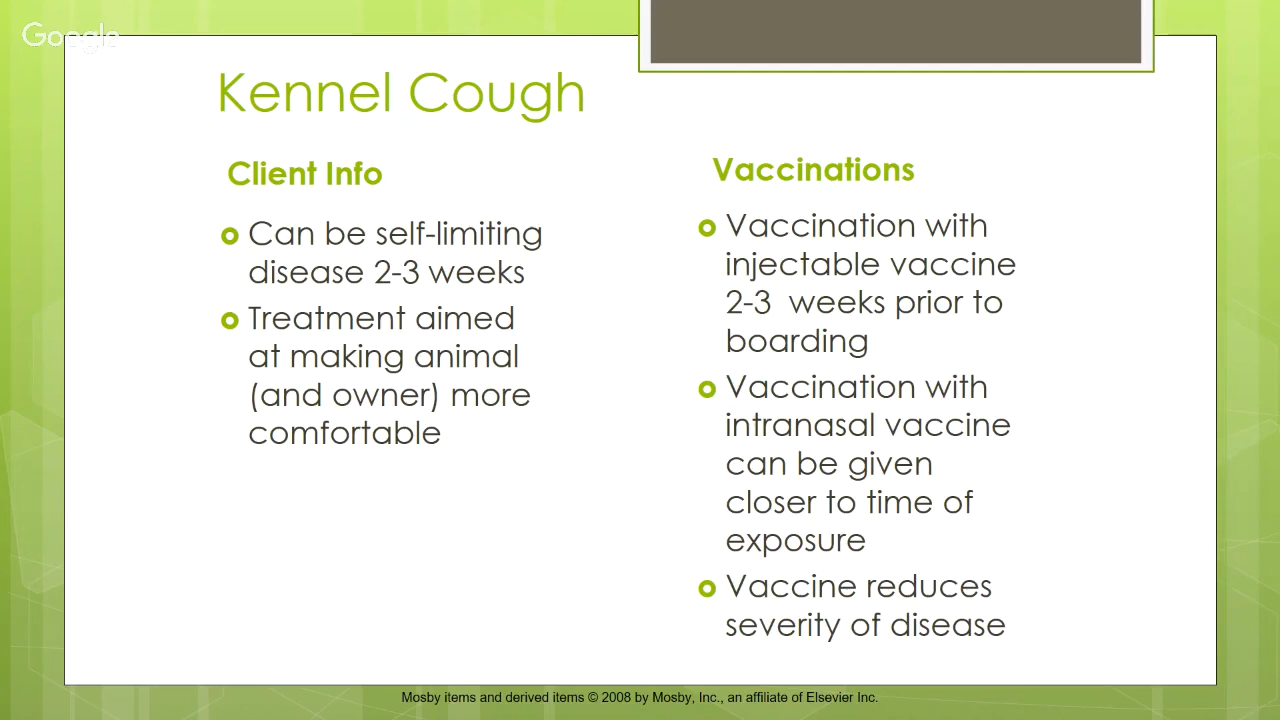 Google
Kennel Cough
Client Info
Can be self-limiting
disease 2-3 weeks
Treatment aimed
at making animal
(and owner) more
comfortable
Vaccinations
Vaccination with
injectable vaccine
2-3  weeks prior to
boarding
Vaccination with
intranasal vaccine
can be given
closer to time of
exposure
Vaccine reduces
severity of disease
Mosby items and derived items © 2008 by Mosby, Inc., an affiliate of Elsevier Inc.